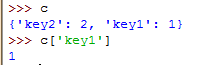 >>> c
{'key2': 2, 'key1': 1}
>>> c['key1']
1